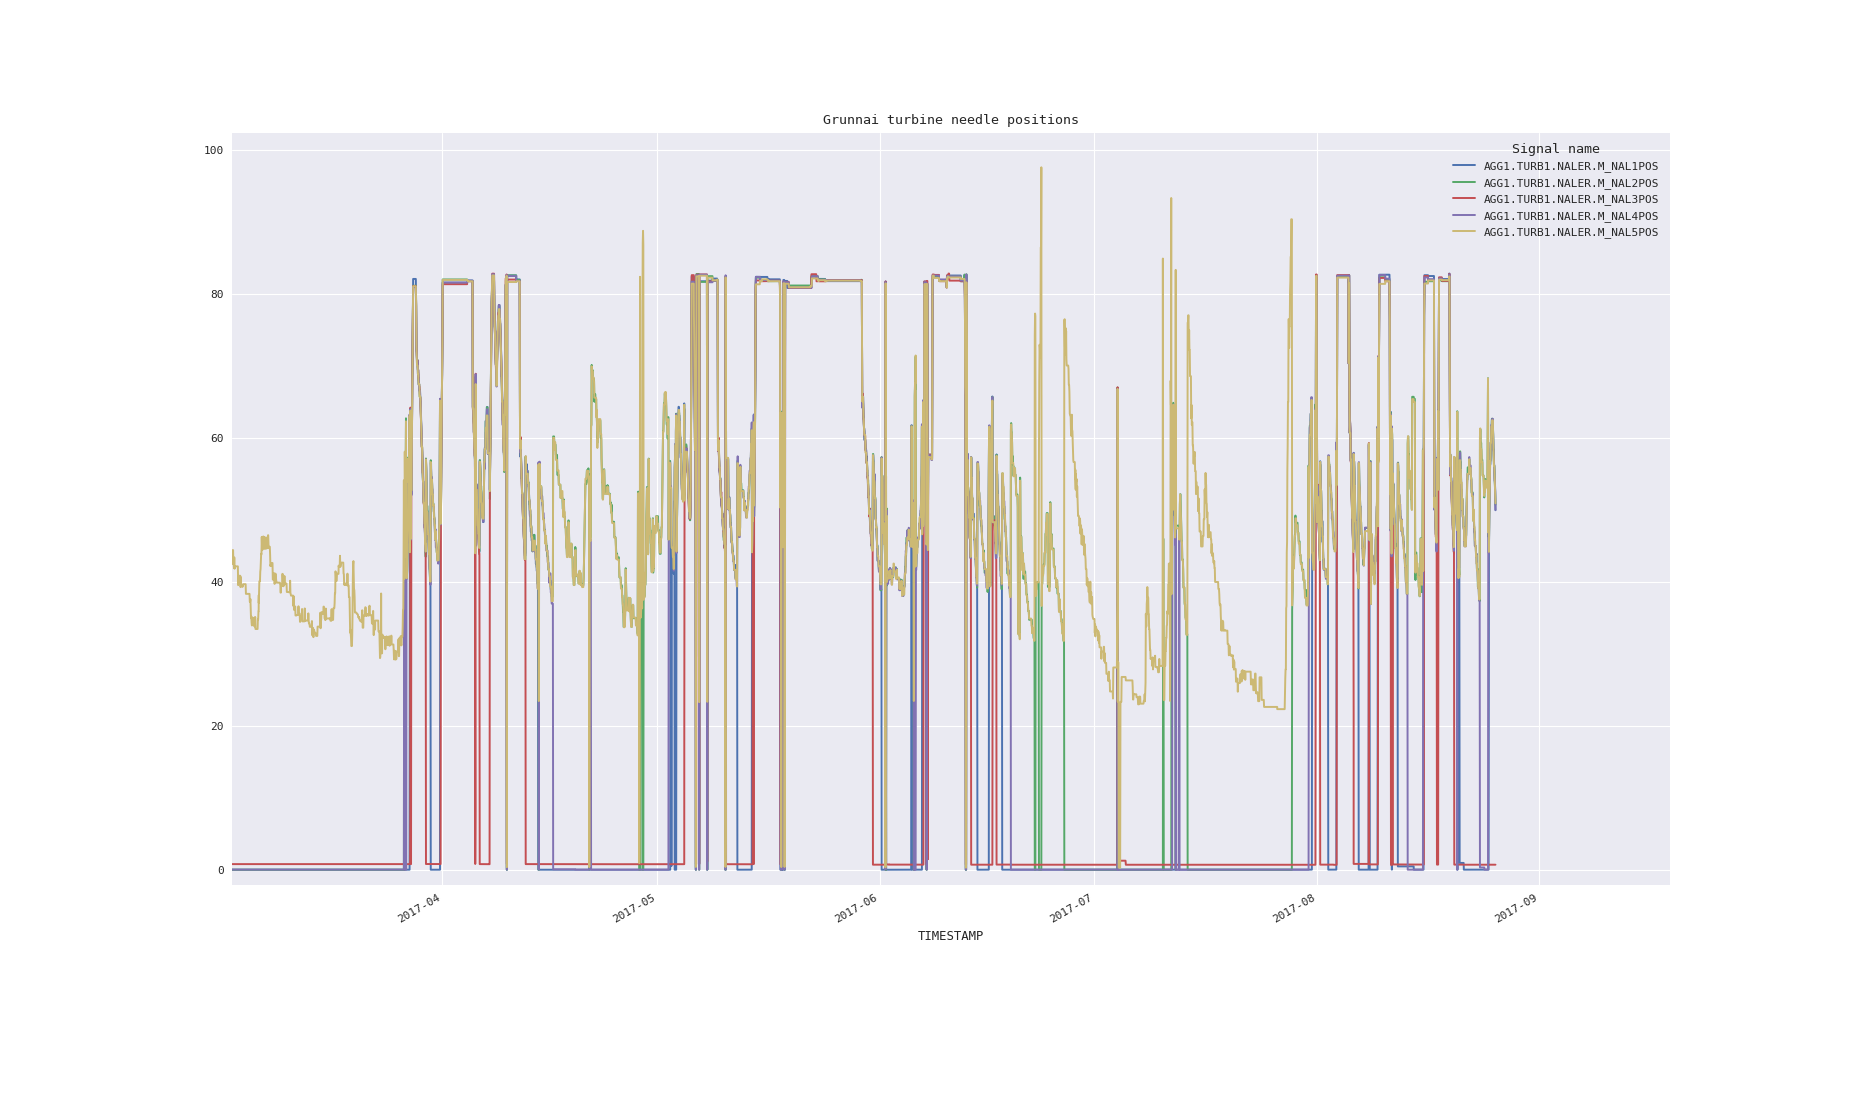 Grunnai turbine needle positions
Signal name
AGG1.TURB1.NALER.M_NAL1POS
AGG1.TURB1.NALER.M_NAL2POS
AGG1.TURB1.NALER.M_NAL3POS
AGG1.TURB1.NALER.M_NAL4POS
AGG1.TURB1.NALER.M_NAL5POS
100
80
60
40
20
0
2017-04
2017-05
2017-06
2017-07
2017-08
2017-09
TIMESTAMP